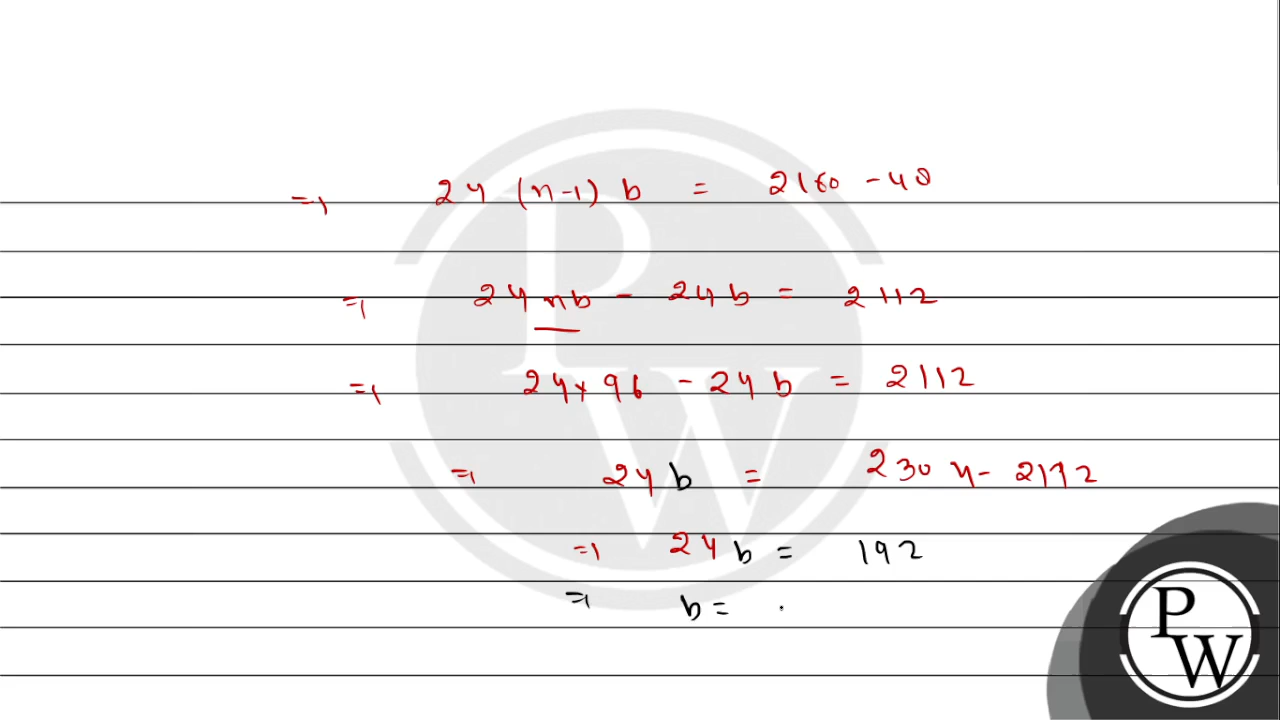 ⇒ 24 (n-1) b = 2160 - 48
⇒ 24 nb - 24 b = 2112
⇒ 24 x 96 - 24 b = 2112
⇒ 24 b = 2304 - 2112
⇒ 24 b = 192
⇒ b =
P
W
PW